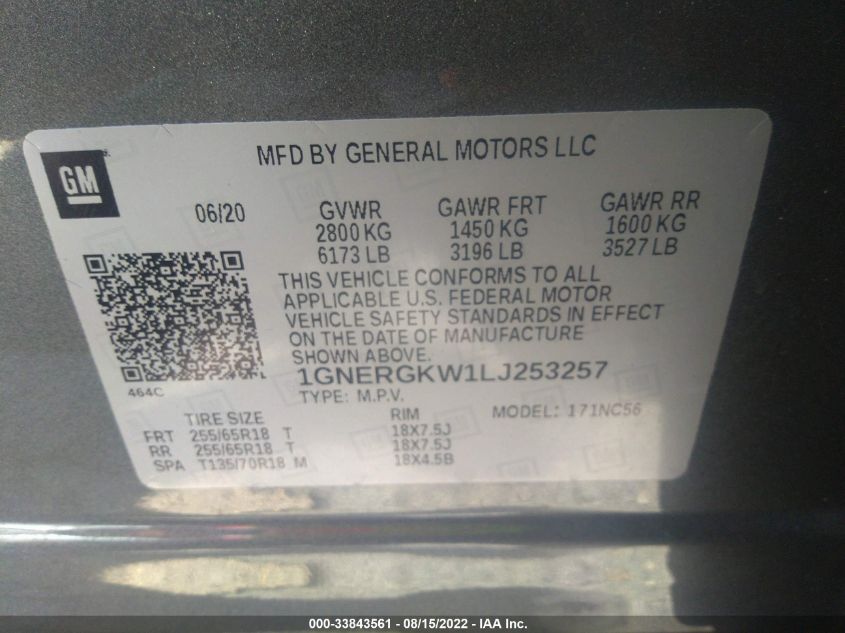 MFD BY GENERAL MOTORS LLC
GM
06/20 GVWR GAWR FRT GAWR RR
2800 KG 1450 KG 1600 KG
6173 LB 3196 LB 3527 LB
THIS VEHICLE CONFORMS TO ALL
APPLICABLE U.S. FEDERAL MOTOR
VEHICLE SAFETY STANDARDS IN EFFECT
ON THE DATE OF MANUFACTURE
SHOWN ABOVE.
1GNERGKW1LJ253257
464C
TYPE: M.P.V. MODEL: 171NC56
TIRE SIZE RIM
FRT 255/65R18 T 18X7.5J
RR 255/65R18 T 18X7.5J
SPA T135/70R18 M 18X4.5B
000-33843561 - 08/15/2022 - IAA Inc.